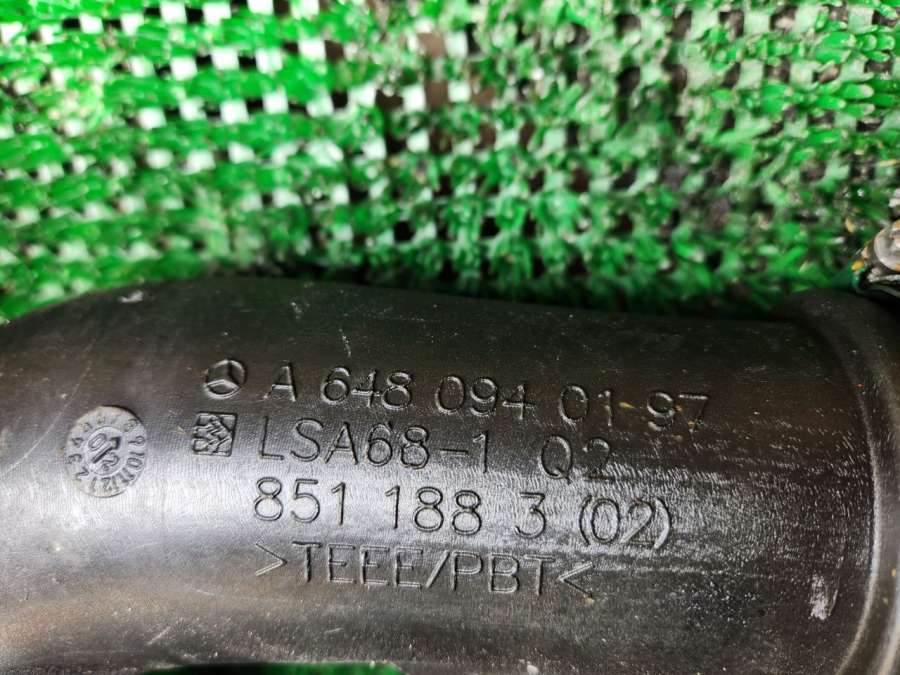 A 648 094 01 97
LSA68-1 Q2
851 188 3 (02)
>TEEE/PBT<